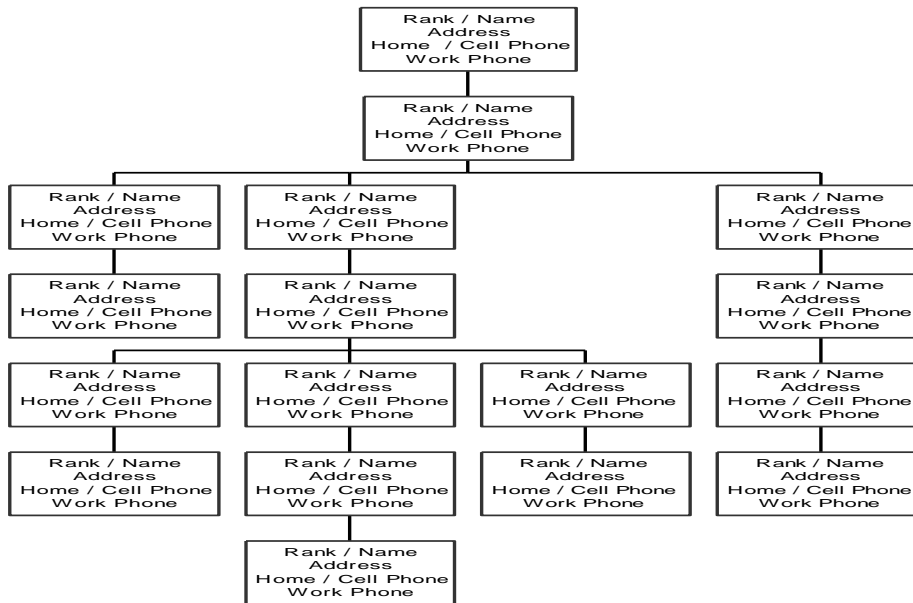 Rank / Name
Address
Home  / Cell Phone
Work Phone
Rank / Name
Address
Home / Cell Phone
Work Phone
Rank / Name
Address
Home / Cell Phone
Work Phone
Rank / Name
Address
Home / Cell Phone
Work Phone
Rank / Name
Address
Home / Cell Phone
Work Phone
Rank / Name
Address
Home / Cell Phone
Work Phone
Rank / Name
Address
Home / Cell Phone
Work Phone
Rank / Name
Address
Home / Cell Phone
Work Phone
Rank / Name
Address
Home / Cell Phone
Work Phone
Rank / Name
Address
Home / Cell Phone
Work Phone
Rank / Name
Address
Home / Cell Phone
Work Phone
Rank / Name
Address
Home / Cell Phone
Work Phone
Rank / Name
Address
Home / Cell Phone
Work Phone
Rank / Name
Address
Home / Cell Phone
Work Phone
Rank / Name
Address
Home / Cell Phone
Work Phone
Rank / Name
Address
Home / Cell Phone
Work Phone
Rank / Name
Address
Home / Cell Phone
Work Phone